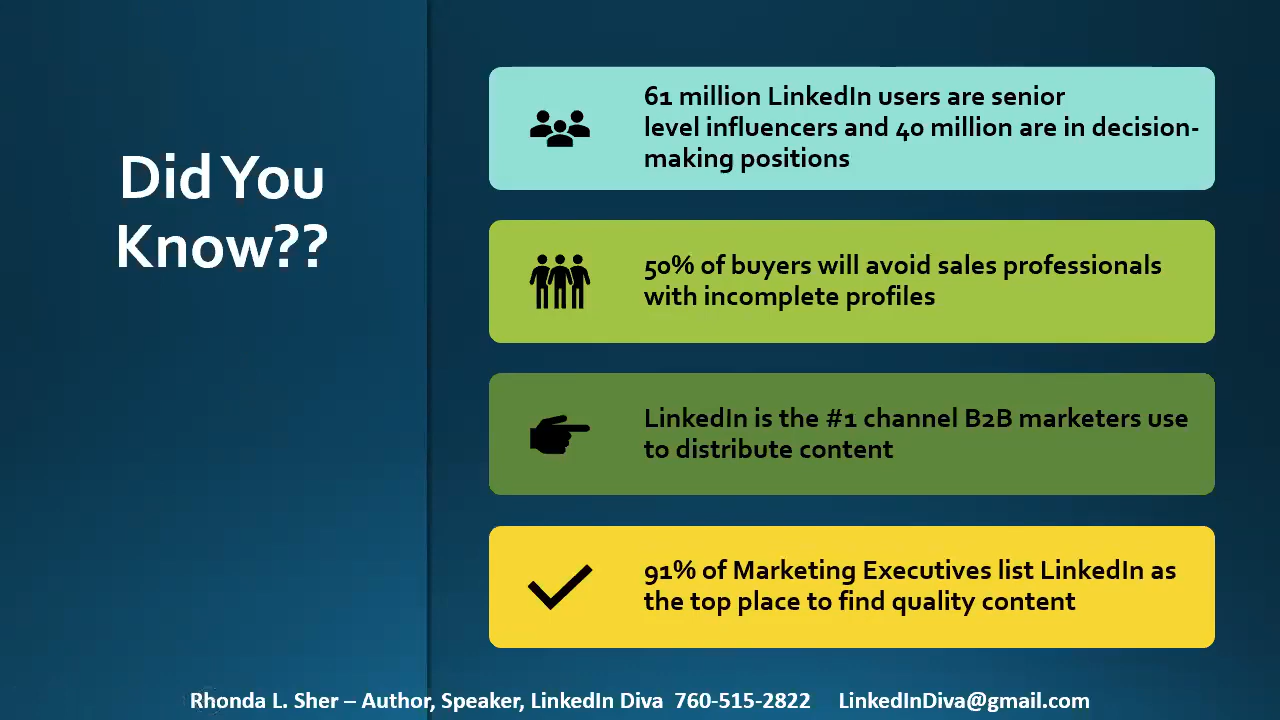 Did You
Know??
61 million LinkedIn users are senior
level influencers and 40 million are in decision-
making positions
50% of buyers will avoid sales professionals
with incomplete profiles
LinkedIn is the #1 channel B2B marketers use
to distribute content
91% of Marketing Executives list LinkedIn as
the top place to find quality content
Rhonda L. Sher – Author, Speaker, LinkedIn Diva 760-515-2822 LinkedInDiva@gmail.com